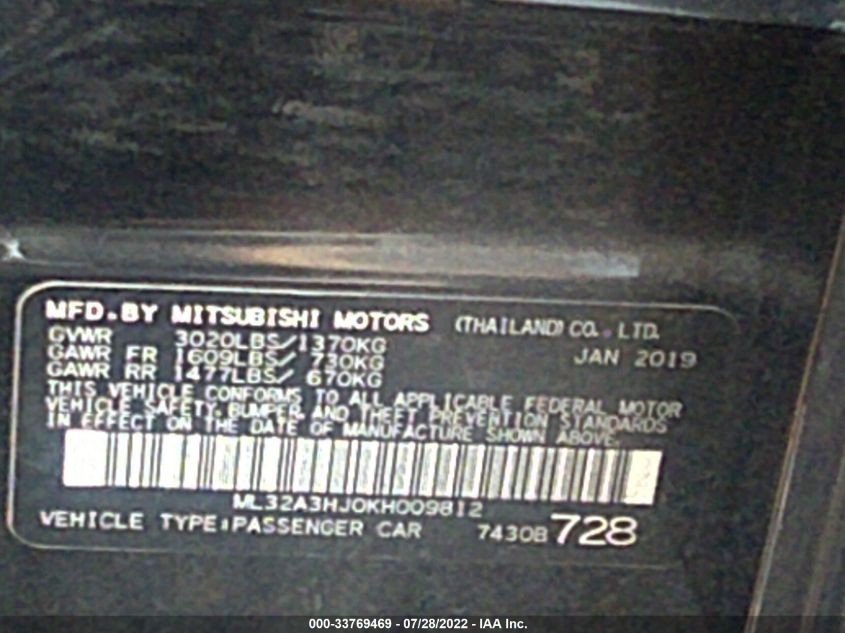 MFD.BY MITSUBISHI MOTORS (THAILAND) CO., LTD.
GVWR 3020LBS/1370KG JAN 2019
GAWR FR 1609LBS/ 730KG
GAWR RR 1477LBS/ 670KG
THIS VEHICLE CONFORMS TO ALL APPLICABLE FEDERAL MOTOR
VEHICLE SAFETY, BUMPER, AND THEFT PREVENTION STANDARDS
IN EFFECT ON THE DATE OF MANUFACTURE SHOWN ABOVE.
ML32A3HJ0KH009812
VEHICLE TYPE:PASSENGER CAR 7430B 728
000-33769469 - 07/28/2022 - IAA Inc.